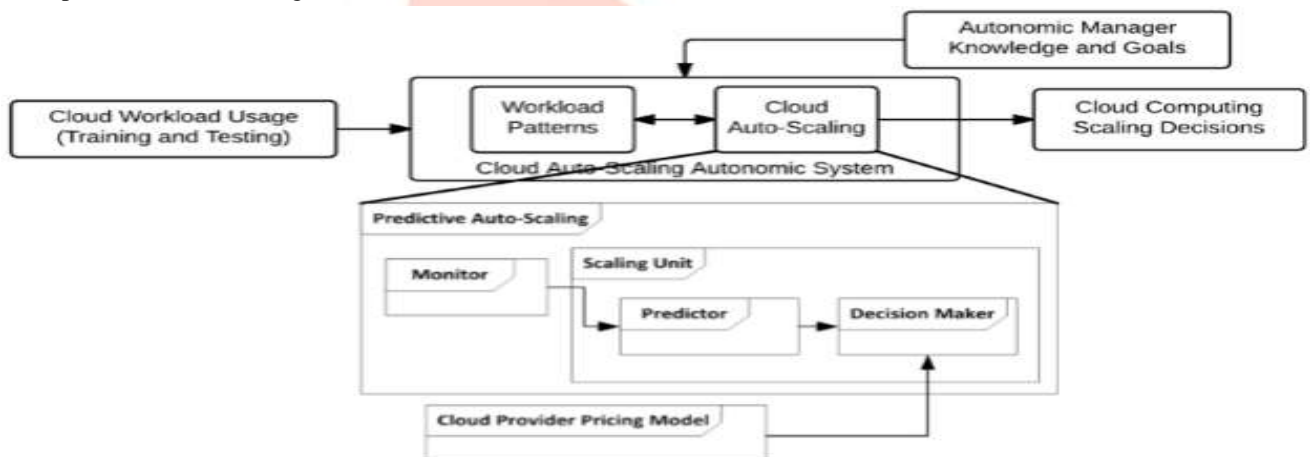 Autonomic Manager
Knowledge and Goals
Cloud Workload Usage
(Training and Testing)
Workload
Patterns
Cloud
Auto-Scaling
Cloud Computing
Scaling Decisions
Cloud Auto-Scaling Autonomic System
Predictive Auto-Scaling
Monitor
Scaling Unit
Predictor
Decision Maker
Cloud Provider Pricing Model